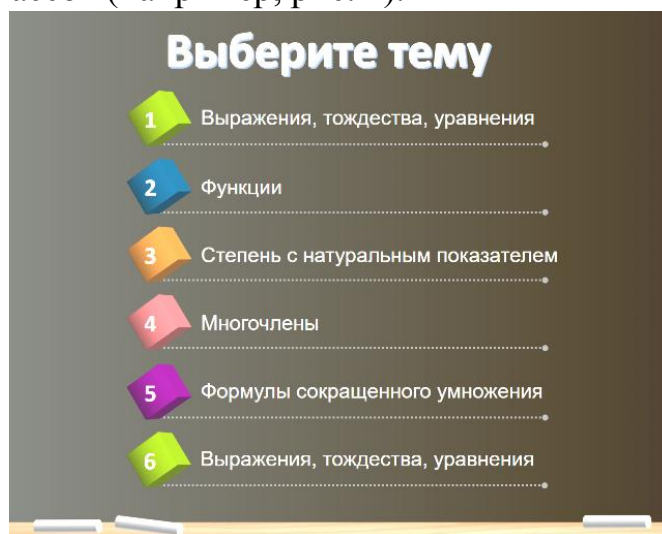 Выберите тему
1 Выражения, тождества, уравнения
2 Функции
3 Степень с натуральным показателем
4 Многочлены
5 Формулы сокращенного умножения
6 Выражения, тождества, уравнения